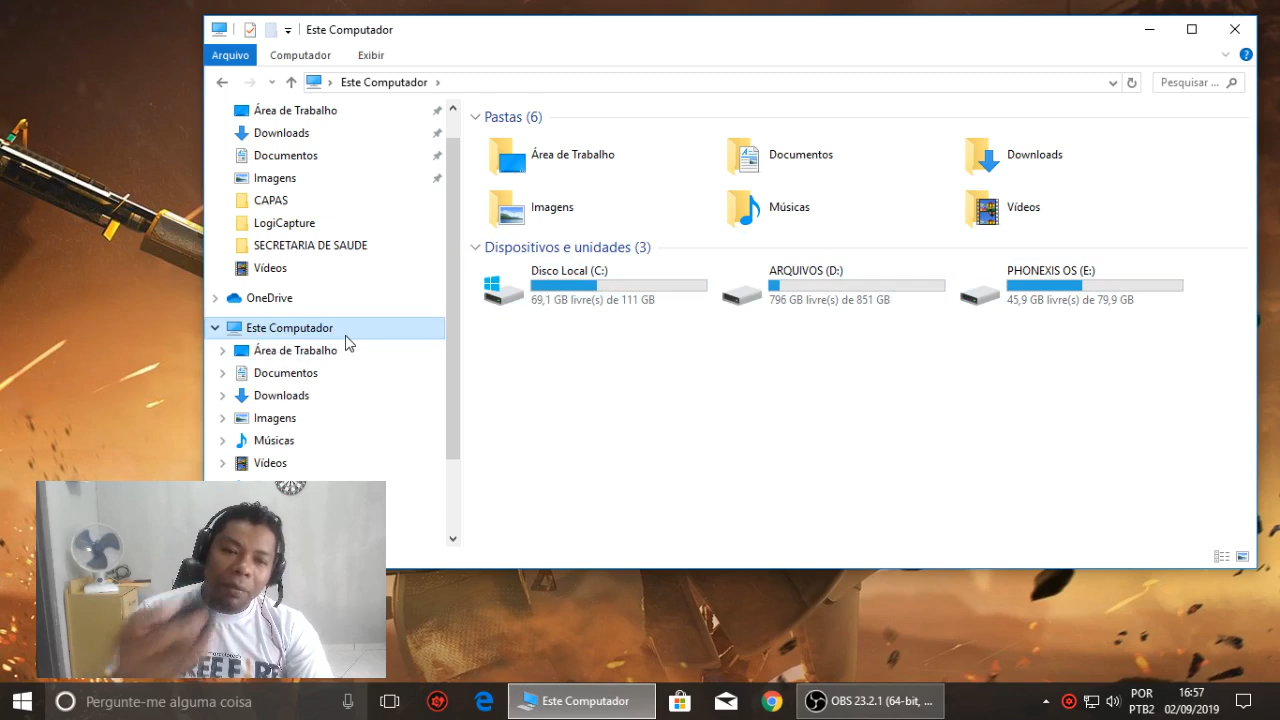 Este Computador
Arquivo Computador Exibir
Este Computador
Pesquisar ...
Área de Trabalho
Downloads
Documentos
Imagens
CAPAS
LogiCapture
SECRETARIA DE SAUDE
Vídeos
OneDrive
Este Computador
Área de Trabalho
Documentos
Downloads
Imagens
Músicas
Vídeos
Pastas (6)
Área de Trabalho
Documentos
Downloads
Imagens
Músicas
Vídeos
Dispositivos e unidades (3)
Disco Local (C:)
69,1 GB livre(s) de 111 GB
ARQUIVOS (D:)
796 GB livre(s) de 851 GB
PHONEXIS OS (E:)
45,9 GB livre(s) de 79,9 GB
FREE FIRE
Pergunte-me alguma coisa
Este Computador
OBS 23.2.1 (64-bit, ...
POR
PTB2
16:57
02/09/2019